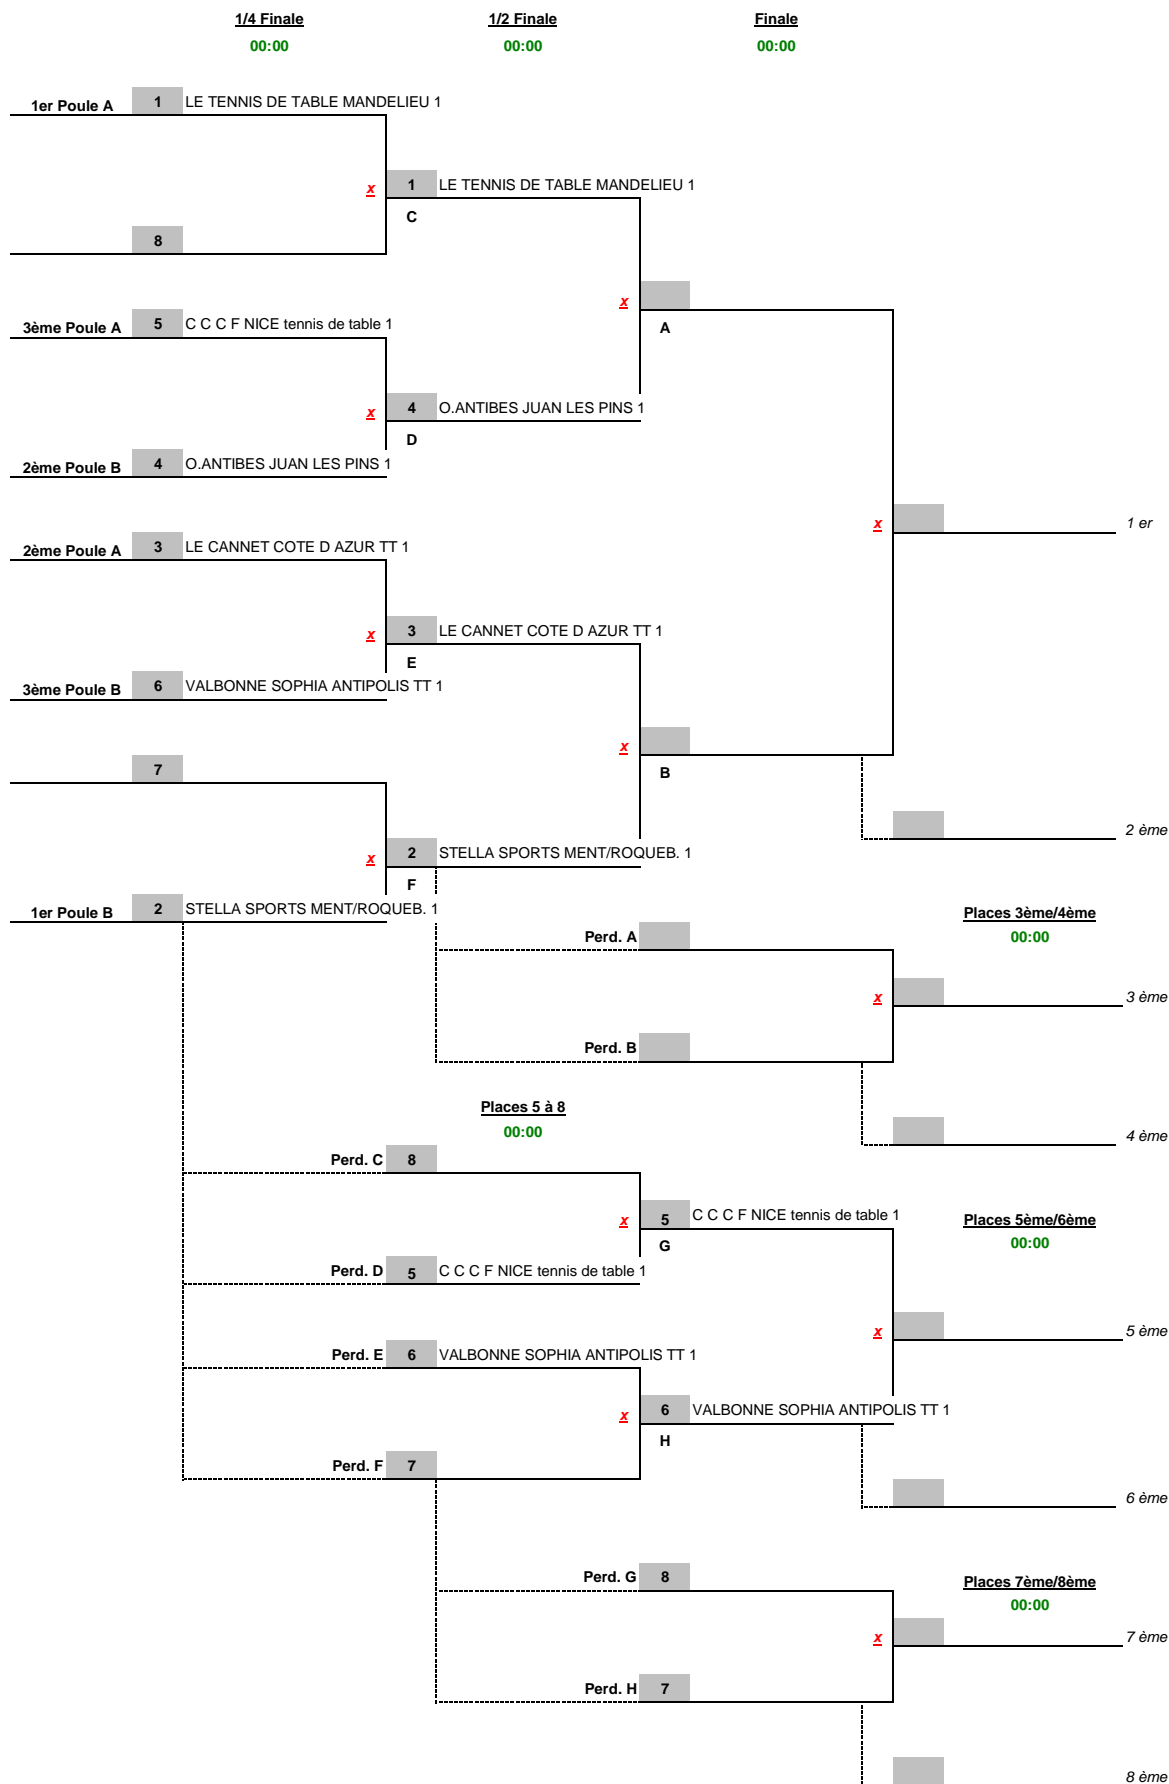 1/4 Finale 1/2 Finale Finale
00:00 00:00 00:00
1er Poule A 1 LE TENNIS DE TABLE MANDELIEU 1
x 1 LE TENNIS DE TABLE MANDELIEU 1
C
8
x
3ème Poule A 5 C C C F NICE tennis de table 1
A
x 4 O.ANTIBES JUAN LES PINS 1
D
2ème Poule B 4 O.ANTIBES JUAN LES PINS 1
x 1 er
2ème Poule A 3 LE CANNET COTE D AZUR TT 1
x 3 LE CANNET COTE D AZUR TT 1
E
3ème Poule B 6 VALBONNE SOPHIA ANTIPOLIS TT 1
x
7 B
2 ème
x 2 STELLA SPORTS MENT/ROQUEB. 1
F
1er Poule B 2 STELLA SPORTS MENT/ROQUEB. 1 Places 3ème/4ème
Perd. A 00:00
x 3 ème
Perd. B
Places 5 à 8
00:00 4 ème
Perd. C 8
x 5 C C C F NICE tennis de table 1 Places 5ème/6ème
G 00:00
Perd. D 5 C C C F NICE tennis de table 1
x 5 ème
Perd. E 6 VALBONNE SOPHIA ANTIPOLIS TT 1
x 6 VALBONNE SOPHIA ANTIPOLIS TT 1
H
Perd. F 7
6 ème
Perd. G 8 Places 7ème/8ème
00:00
x 7 ème
Perd. H 7
8 ème